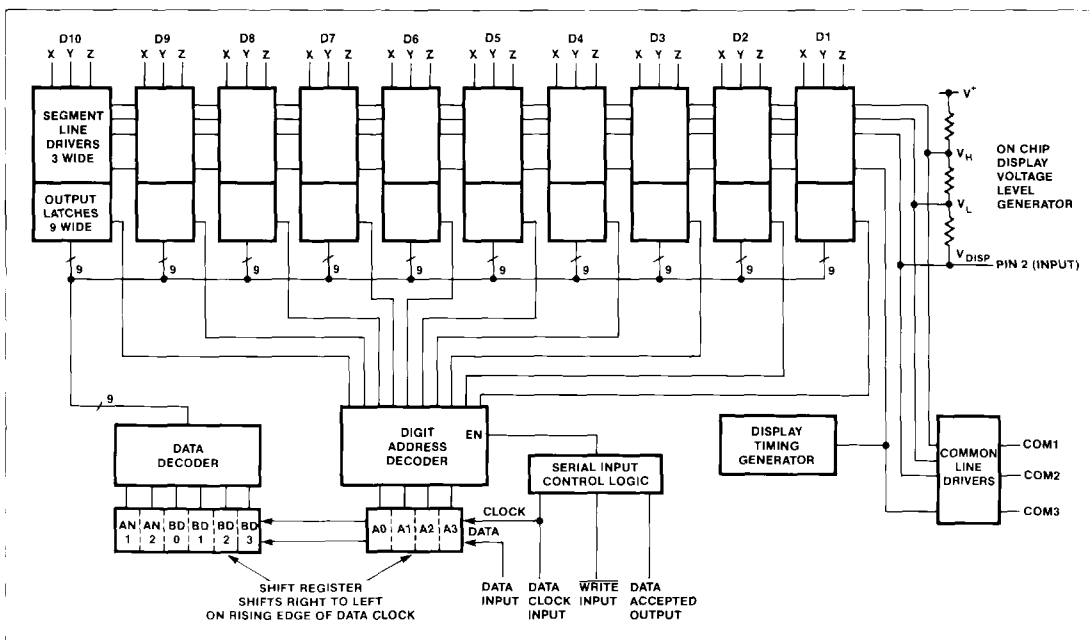 D10 D9 D8 D7 D6 D5 D4 D3 D2 D1
X Y Z X Y Z X Y Z X Y Z X Y Z X Y Z X Y Z X Y Z X Y Z X Y Z
SEGMENT
LINE
DRIVERS
3 WIDE
OUTPUT
LATCHES
9 WIDE
9 9 9 9 9 9 9 9 9 9
V+
VH
VL
VDISP
PIN 2 (INPUT)
ON CHIP
DISPLAY
VOLTAGE
LEVEL
GENERATOR
9
DATA
DECODER
DIGIT
ADDRESS
DECODER
EN
SERIAL INPUT
CONTROL LOGIC
DISPLAY
TIMING
GENERATOR
COMMON
LINE
DRIVERS
COM1
COM2
COM3
AN AN BD BD BD BD
1 2 0 1 2 3
A0 A1 A2 A3
CLOCK
DATA
SHIFT REGISTER
SHIFTS RIGHT TO LEFT
ON RISING EDGE OF DATA CLOCK
DATA
INPUT
DATA
CLOCK
INPUT
WRITE
INPUT
DATA
ACCEPTED
OUTPUT